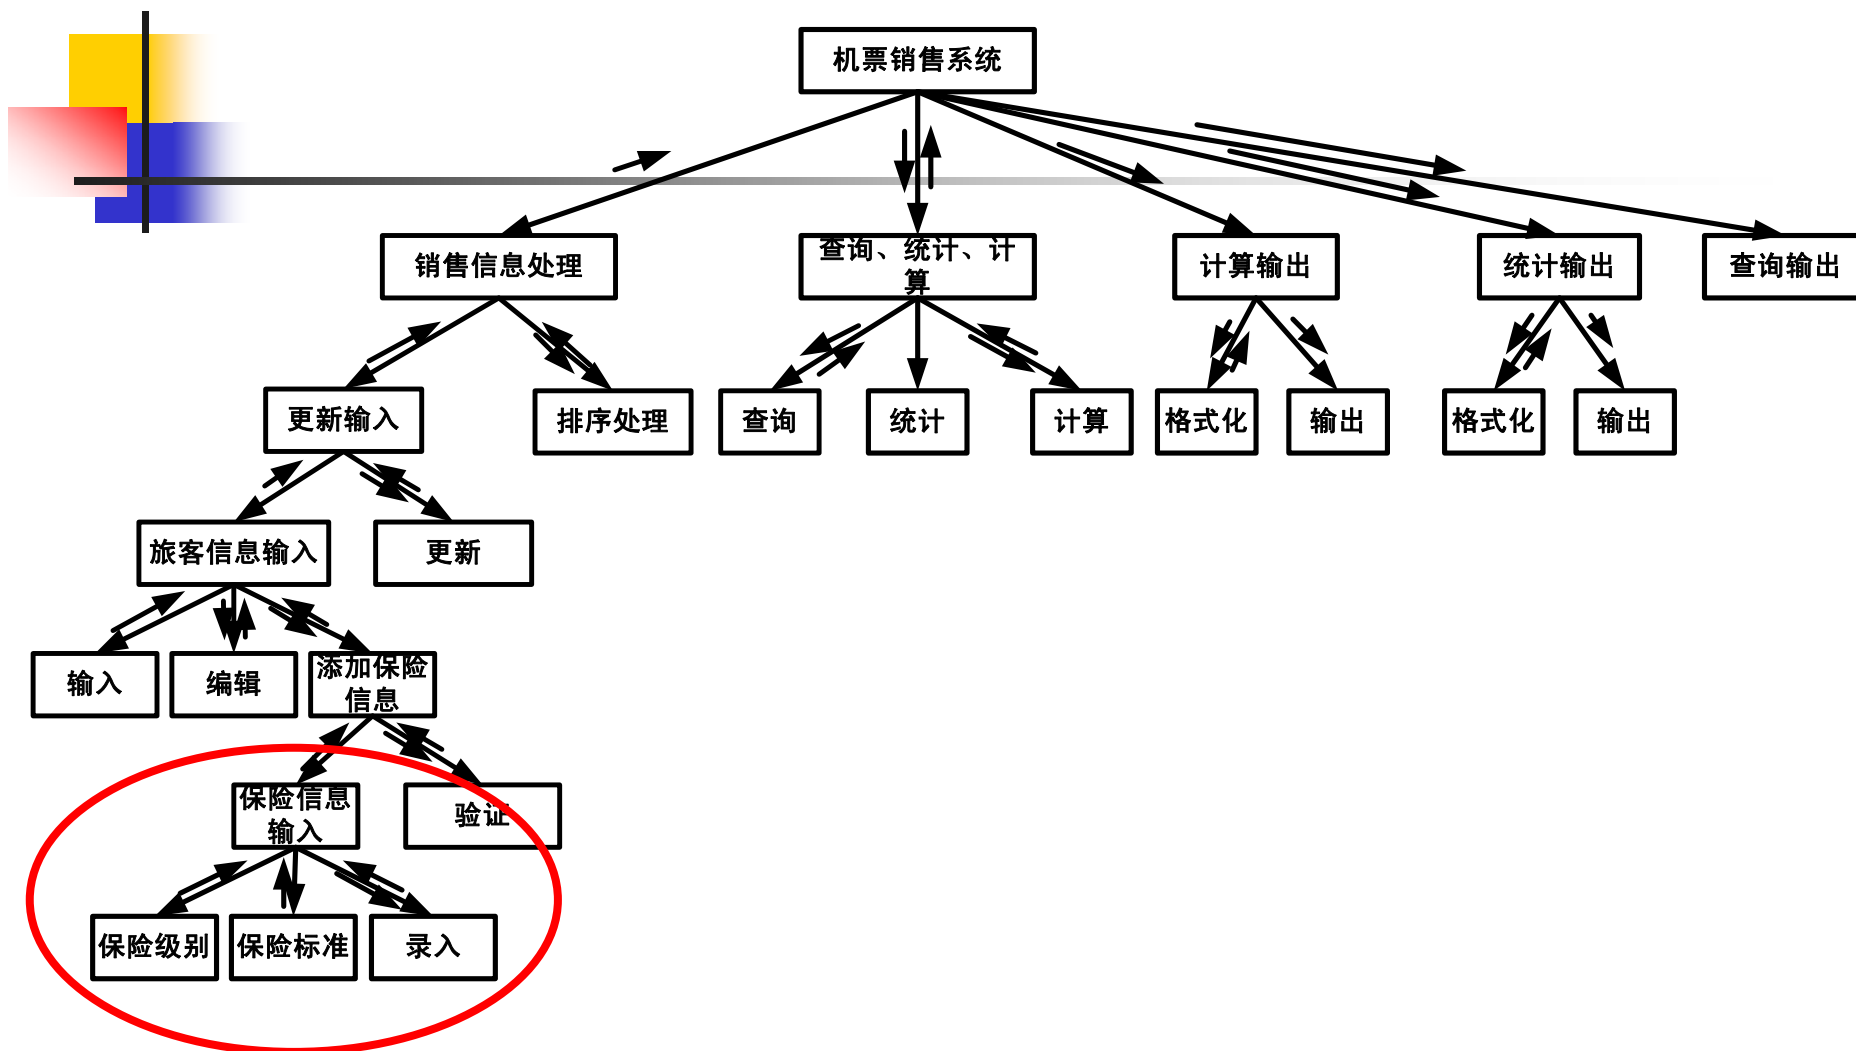 机票销售系统
销售信息处理
查询、统计、计
算
计算输出
统计输出
查询输出
更新输入
排序处理
查询
统计
计算
格式化
输出
格式化
输出
旅客信息输入
更新
输入
编辑
添加保险
信息
保险信息
输入
验证
保险级别
保险标准
录入